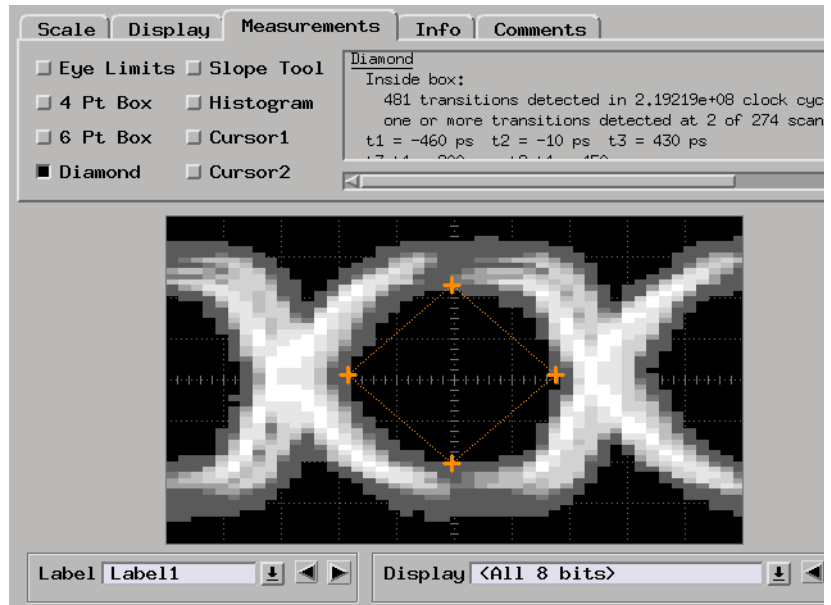 Scale Display Measurements Info Comments
Eye Limits Slope Tool
4 Pt Box Histogram
6 Pt Box Cursor1
Diamond Cursor2
Diamond
Inside box:
481 transitions detected in 2.19219e+08 clock cyc
one or more transitions detected at 2 of 274 scan
t1 = -460 ps t2 = -10 ps t3 = 430 ps
Label Label1 Display <All 8 bits>